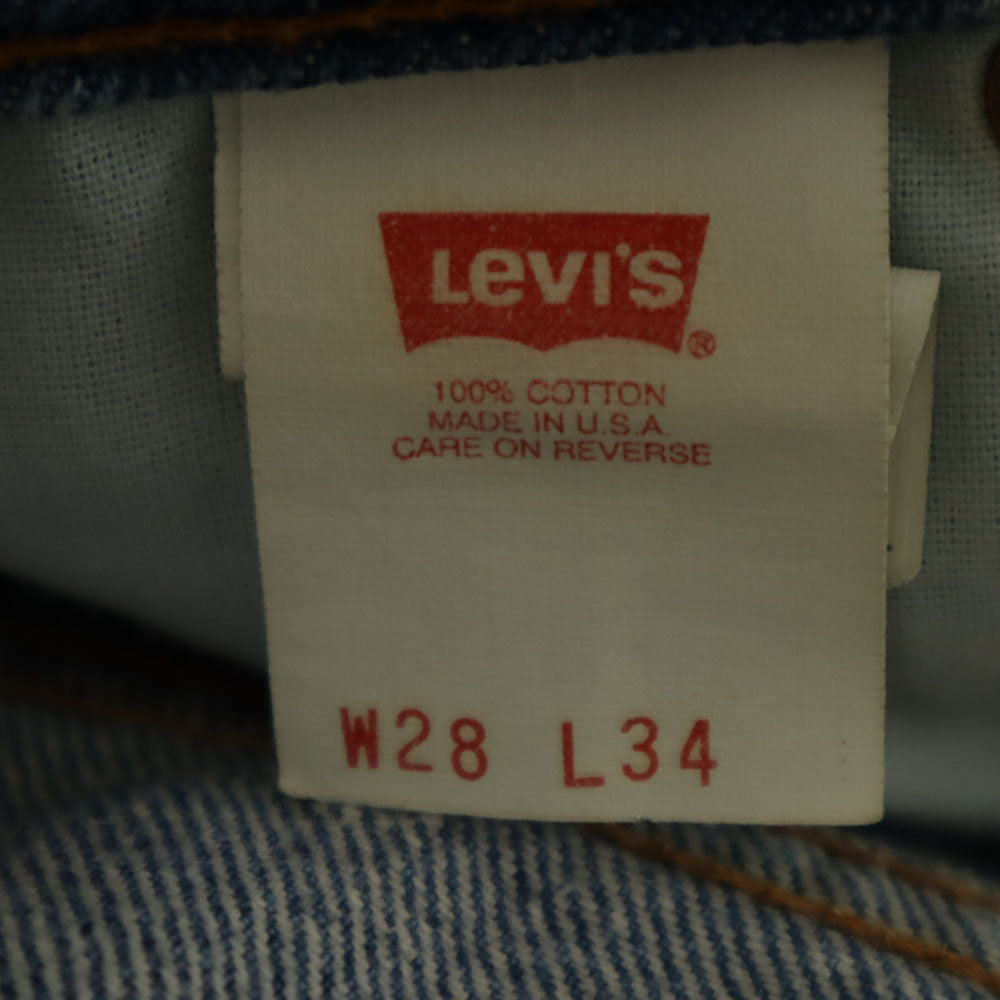 Levi's®
100% COTTON
MADE IN U.S.A.
CARE ON REVERSE
W28 L34